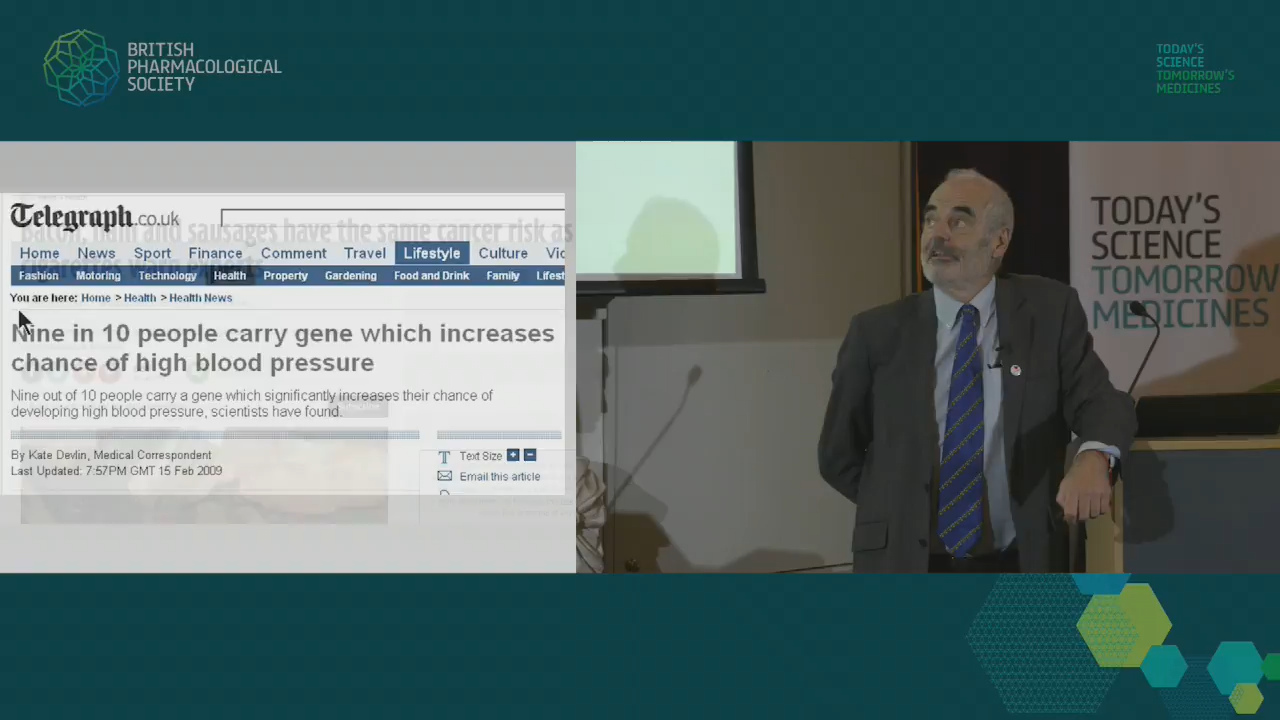 BRITISH
PHARMACOLOGICAL
SOCIETY
TODAY'S
SCIENCE
TOMORROW'S
MEDICINES
Telegraph.co.uk
Bacon, ham and sausages have the same cancer risk as
cigarettes warn experts
Home News Sport Finance Comment Travel Lifestyle Culture Vic
Fashion Motoring Technology Health Property Gardening Food and Drink Family Lifest
You are here: Home > Health > Health News
Nine in 10 people carry gene which increases
chance of high blood pressure
Nine out of 10 people carry a gene which significantly increases their chance of
developing high blood pressure, scientists have found.
By Kate Devlin, Medical Correspondent
Last Updated: 7:57PM GMT 15 Feb 2009
Text Size + -
Email this article
TODAY'S
SCIENCE
TOMORROW
MEDICINES